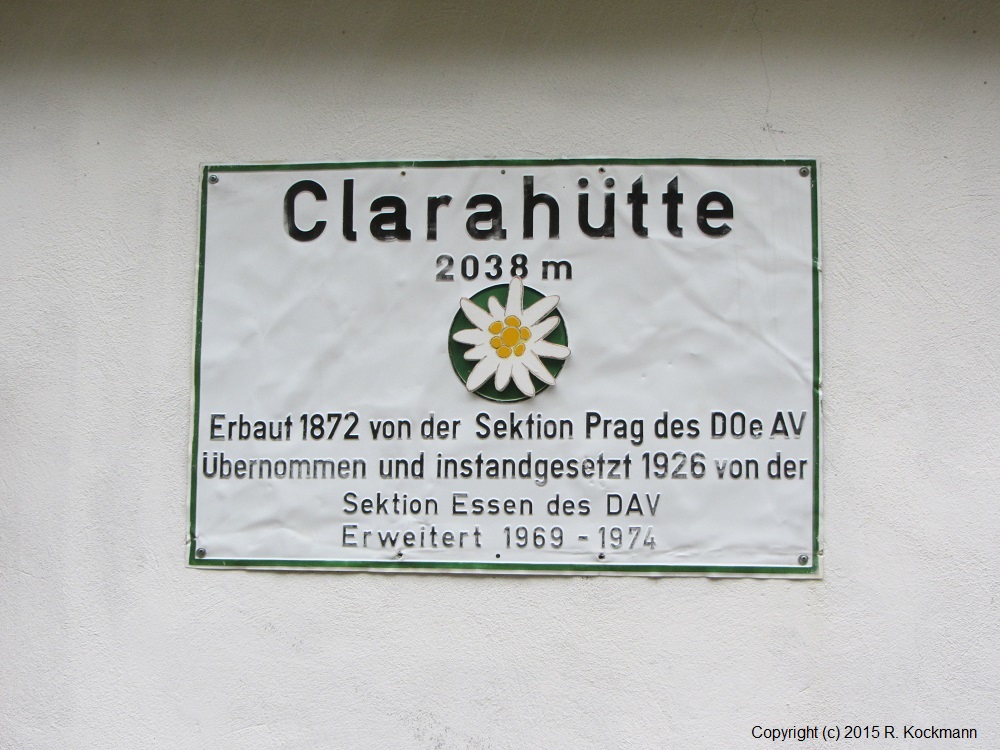 Clarahütte
2038 m
Erbaut 1872 von der Sektion Prag des DOe AV
Übernommen und instandgesetzt 1926 von der
Sektion Essen des DAV
Erweitert 1969 - 1974
Copyright (c) 2015 R. Kockmann